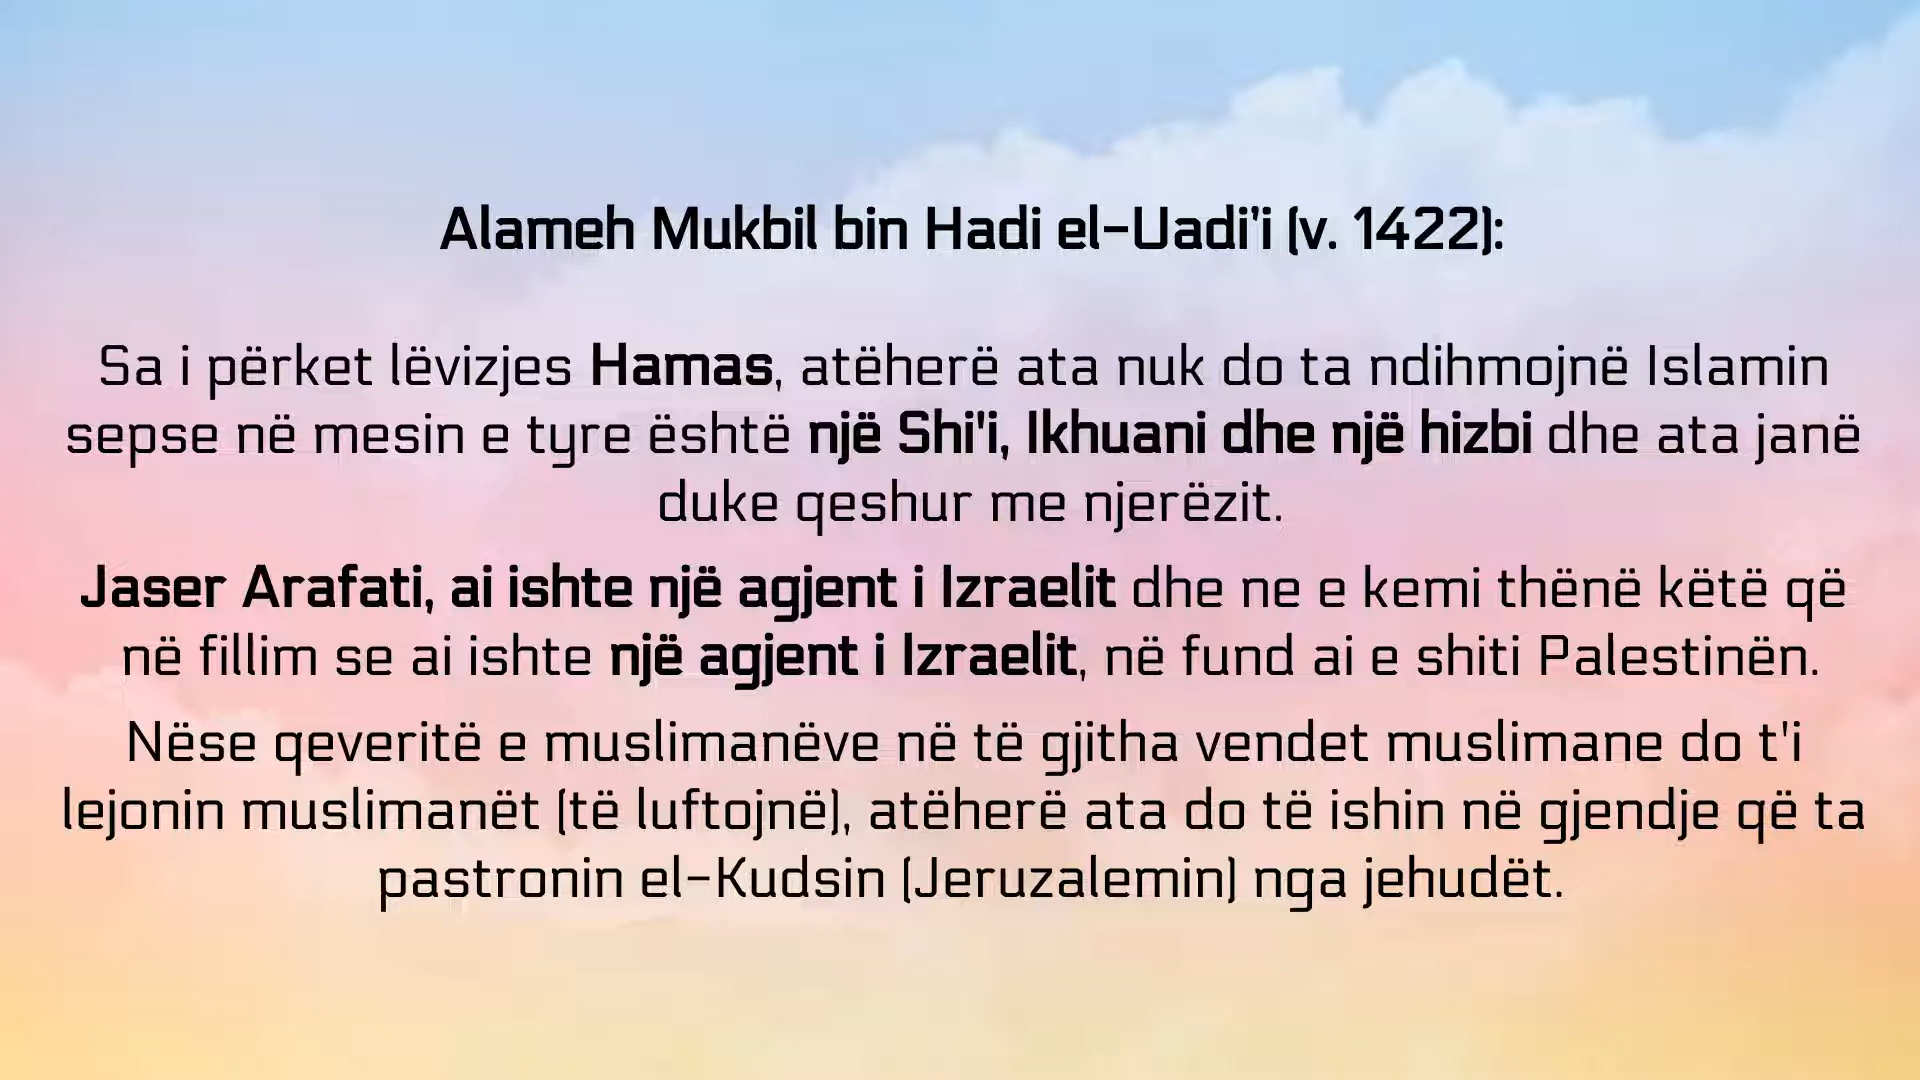 Alameh Mukbil bin Hadi el-Uadi'i (v. 1422):
Sa i përket lëvizjes Hamas, atëherë ata nuk do ta ndihmojnë Islamin
sepse në mesin e tyre është një Shi'i, Ikhuani dhe një hizbi dhe ata janë
duke qeshur me njerëzit.
Jaser Arafati, ai ishte një agjent i Izraelit dhe ne e kemi thënë këtë që
në fillim se ai ishte një agjent i Izraelit, në fund ai e shiti Palestinën.
Nëse qeveritë e muslimanëve në të gjitha vendet muslimane do t'i
lejonin muslimanët (të luftojnë), atëherë ata do të ishin në gjendje që ta
pastronin el-Kudsin (Jeruzalemin) nga jehudët.